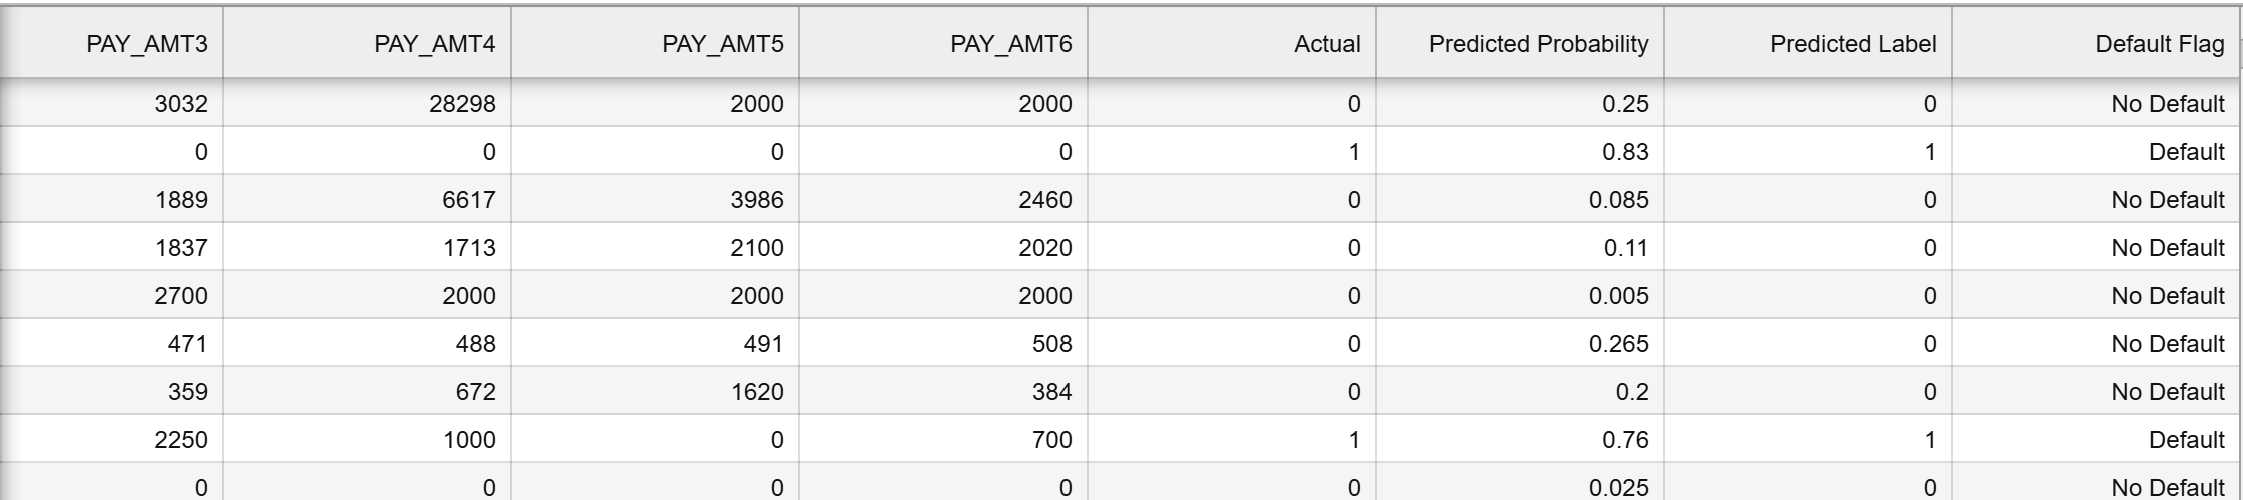 PAY_AMT3 PAY_AMT4 PAY_AMT5 PAY_AMT6 Actual Predicted Probability Predicted Label Default Flag
3032 28298 2000 2000 0 0.25 0 No Default
0 0 0 0 1 0.83 1 Default
1889 6617 3986 2460 0 0.085 0 No Default
1837 1713 2100 2020 0 0.11 0 No Default
2700 2000 2000 2000 0 0.005 0 No Default
471 488 491 508 0 0.265 0 No Default
359 672 1620 384 0 0.2 0 No Default
2250 1000 0 700 1 0.76 1 Default
0 0 0 0 0 0.025 0 No Default